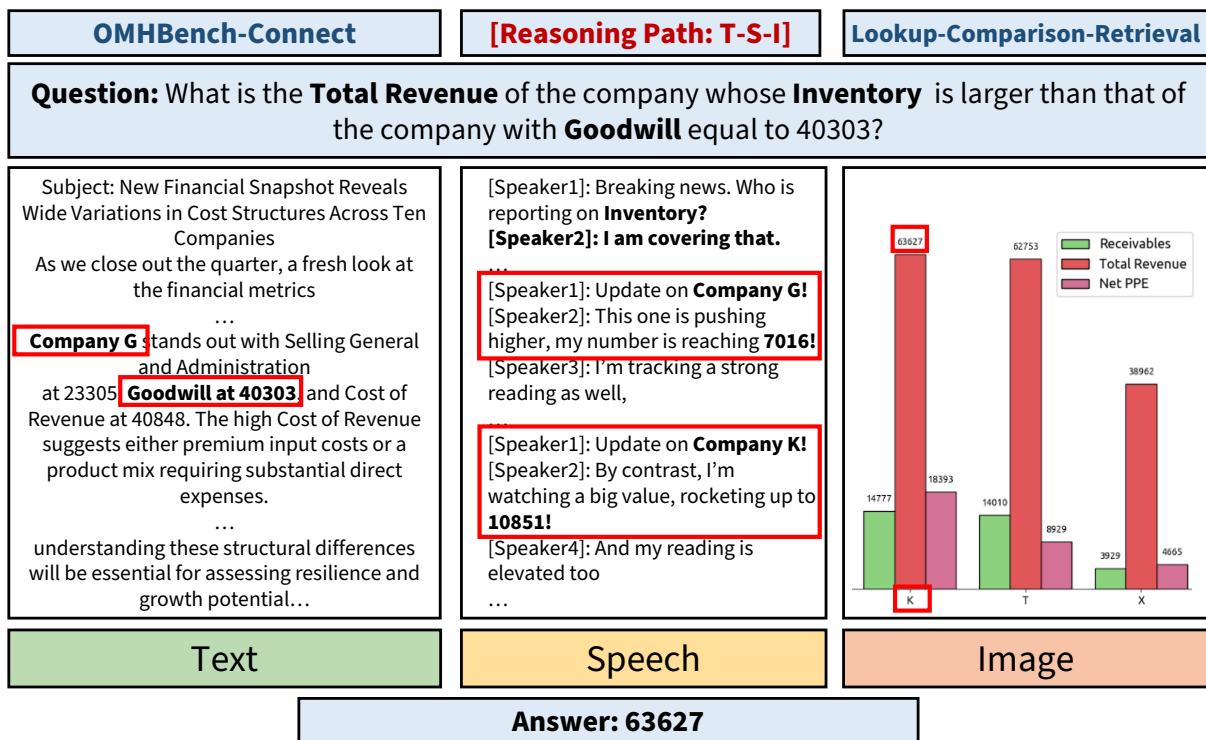 OMHBench-Connect
[Reasoning Path: T-S-I]
Lookup-Comparison-Retrieval
Question: What is the Total Revenue of the company whose Inventory is larger than that of
the company with Goodwill equal to 40303?
Subject: New Financial Snapshot Reveals
Wide Variations in Cost Structures Across Ten
Companies
As we close out the quarter, a fresh look at
the financial metrics
…
Company G stands out with Selling General
and Administration
at 23305, Goodwill at 40303, and Cost of
Revenue at 40848. The high Cost of Revenue
suggests either premium input costs or a
product mix requiring substantial direct
expenses.
…
understanding these structural differences
will be essential for assessing resilience and
growth potential…
Text
[Speaker1]: Breaking news. Who is
reporting on Inventory?
[Speaker2]: I am covering that.
…
[Speaker1]: Update on Company G!
[Speaker2]: This one is pushing
higher, my number is reaching 7016!
[Speaker3]: I'm tracking a strong
reading as well,
…
[Speaker1]: Update on Company K!
[Speaker2]: By contrast, I'm
watching a big value, rocketing up to
10851!
[Speaker4]: And my reading is
elevated too
…
Speech
Receivables
Total Revenue
Net PPE
63627
62753
38962
14777
18393
14010
8929
3929
4665
K
T
X
Image
Answer: 63627